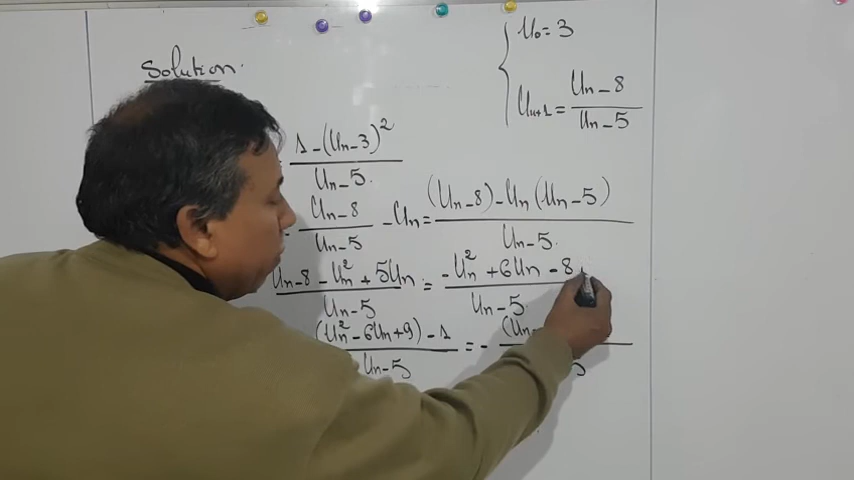 Solution.
U₀ = 3
Uₙ₊₁ = (Uₙ - 8) / (Uₙ - 5)
(1 - (Uₙ - 3)²) / (Uₙ - 5)
(Uₙ - 8) / (Uₙ - 5) - Uₙ = ((Uₙ - 8) - Uₙ(Uₙ - 5)) / (Uₙ - 5)
(Uₙ - 8 - Uₙ² + 5Uₙ) / (Uₙ - 5) = (-Uₙ² + 6Uₙ - 8) / (Uₙ - 5)
((Uₙ² - 6Uₙ + 9) - 1) / (Uₙ - 5) = - (Uₙ